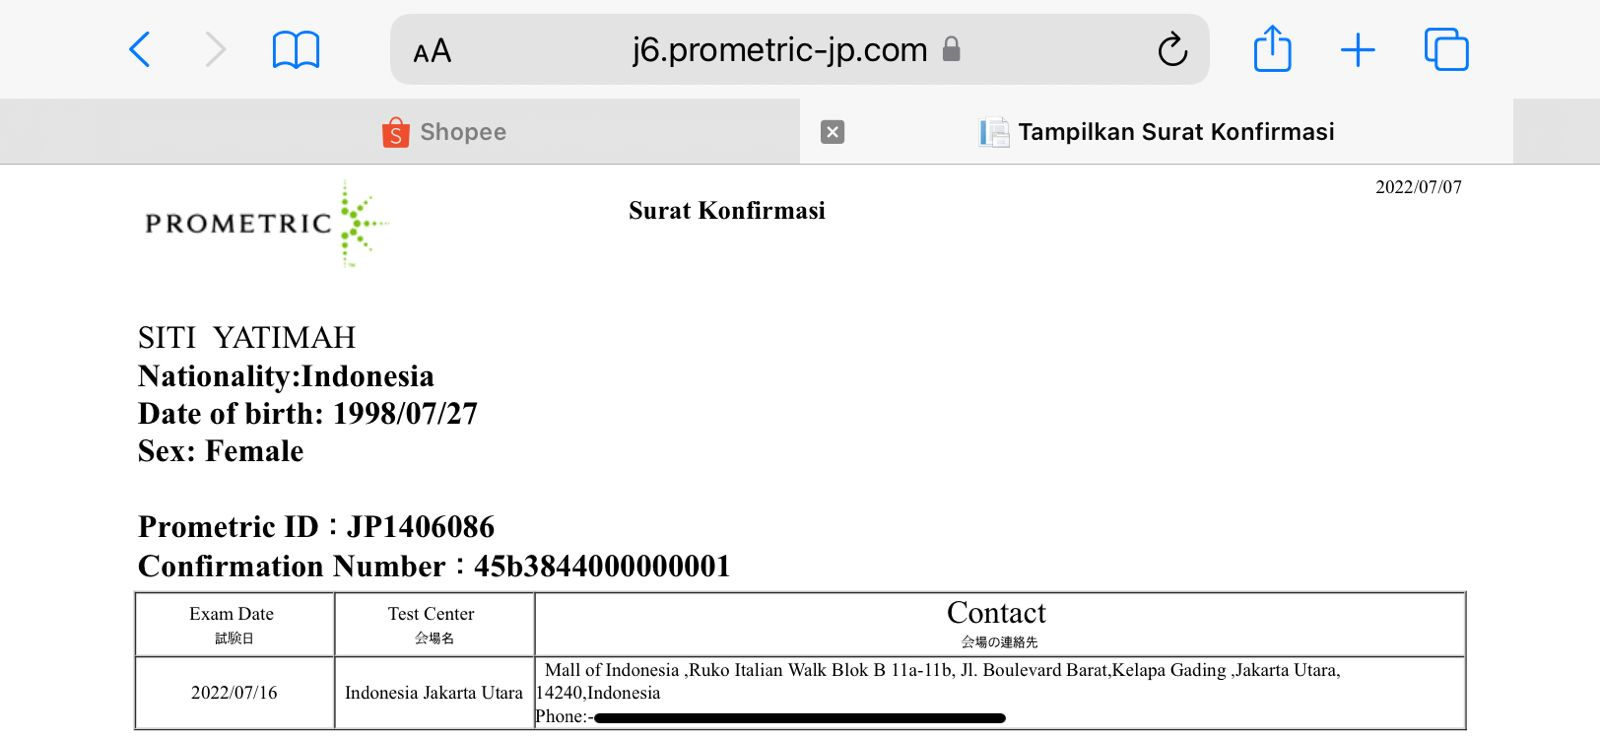 AA j6.prometric-jp.com
Shopee
Tampilkan Surat Konfirmasi
2022/07/07
PROMETRIC
Surat Konfirmasi
SITI YATIMAH
Nationality:Indonesia
Date of birth: 1998/07/27
Sex: Female
Prometric ID：JP1406086
Confirmation Number：45b3844000000001
Exam Date
試験日
Test Center
会場名
Contact
会場の連絡先
2022/07/16
Indonesia Jakarta Utara
Mall of Indonesia ,Ruko Italian Walk Blok B 11a-11b, Jl. Boulevard Barat,Kelapa Gading ,Jakarta Utara,
14240,Indonesia
Phone:-